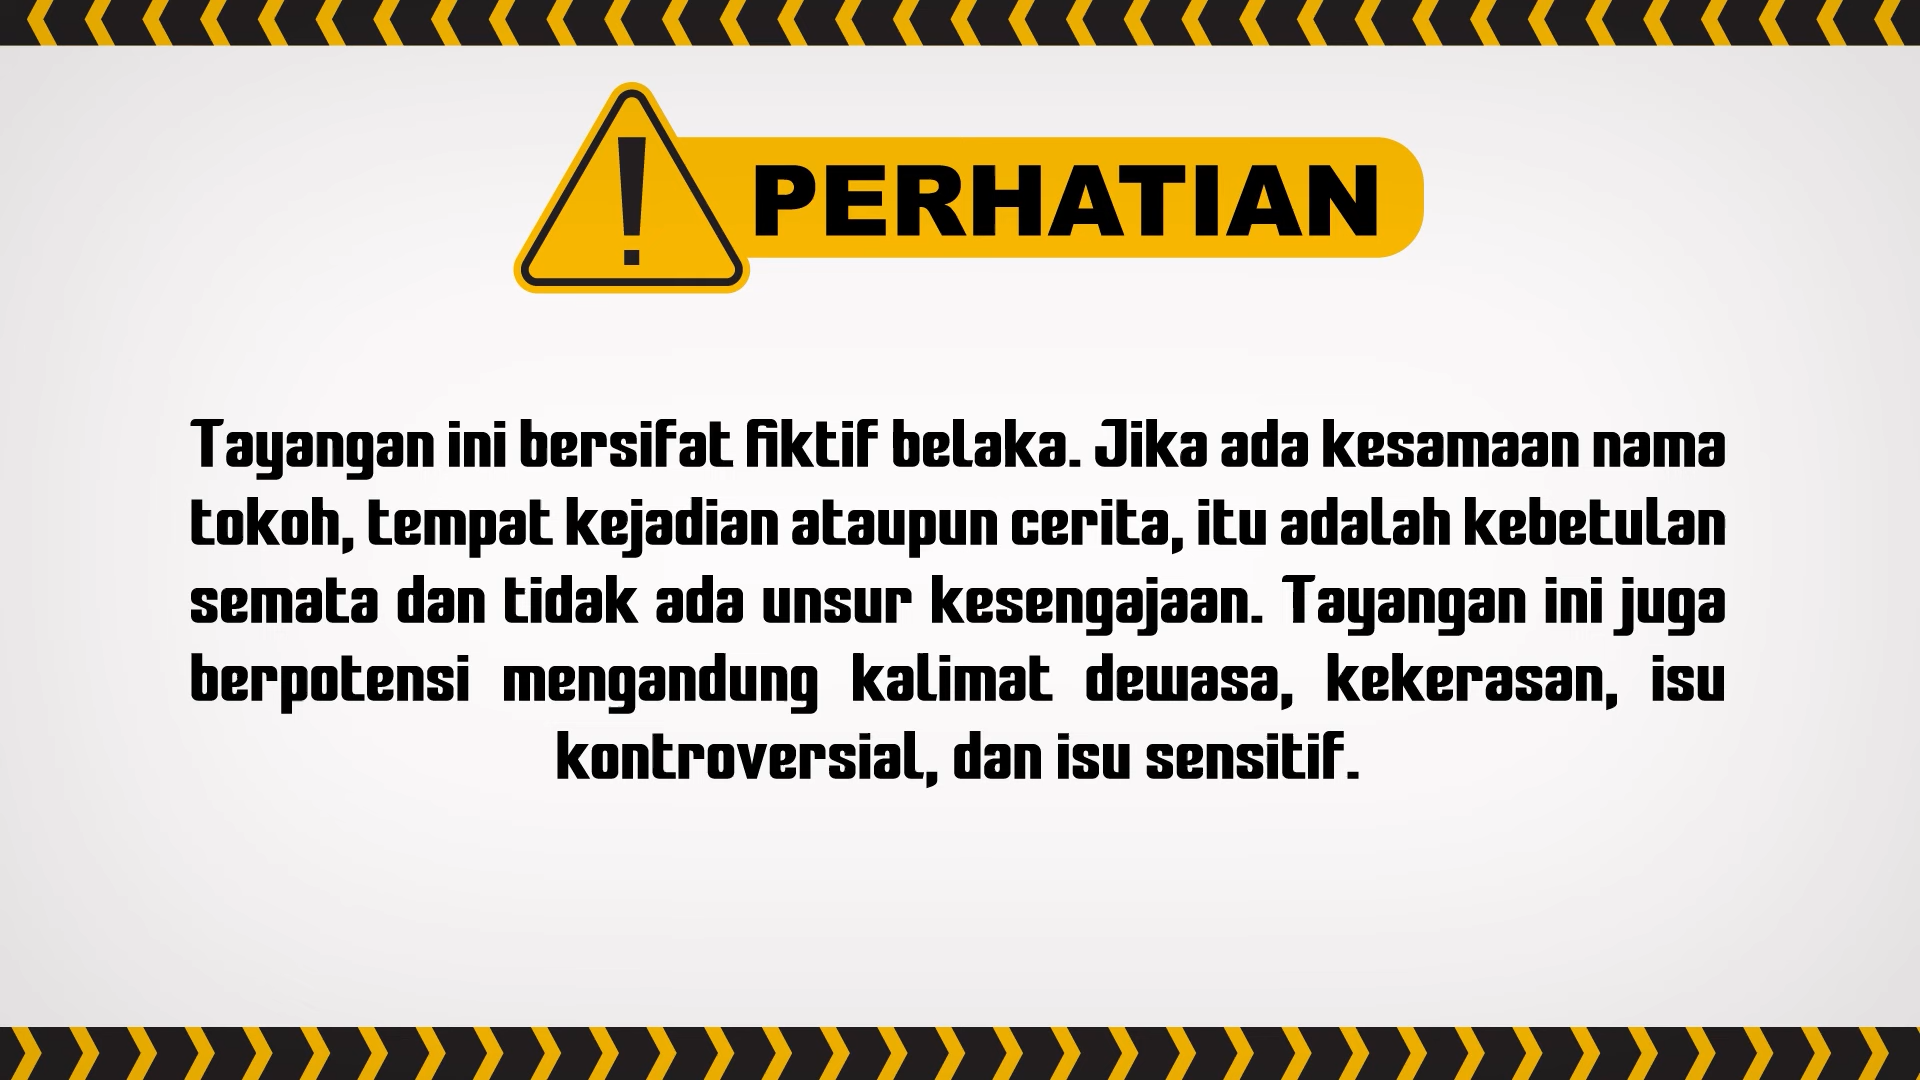 PERHATIAN
Tayangan ini bersifat fiktif belaka. Jika ada kesamaan nama
tokoh, tempat kejadian ataupun cerita, itu adalah kebetulan
semata dan tidak ada unsur kesengajaan. Tayangan ini juga
berpotensi mengandung kalimat dewasa, kekerasan, isu
kontroversial, dan isu sensitif.